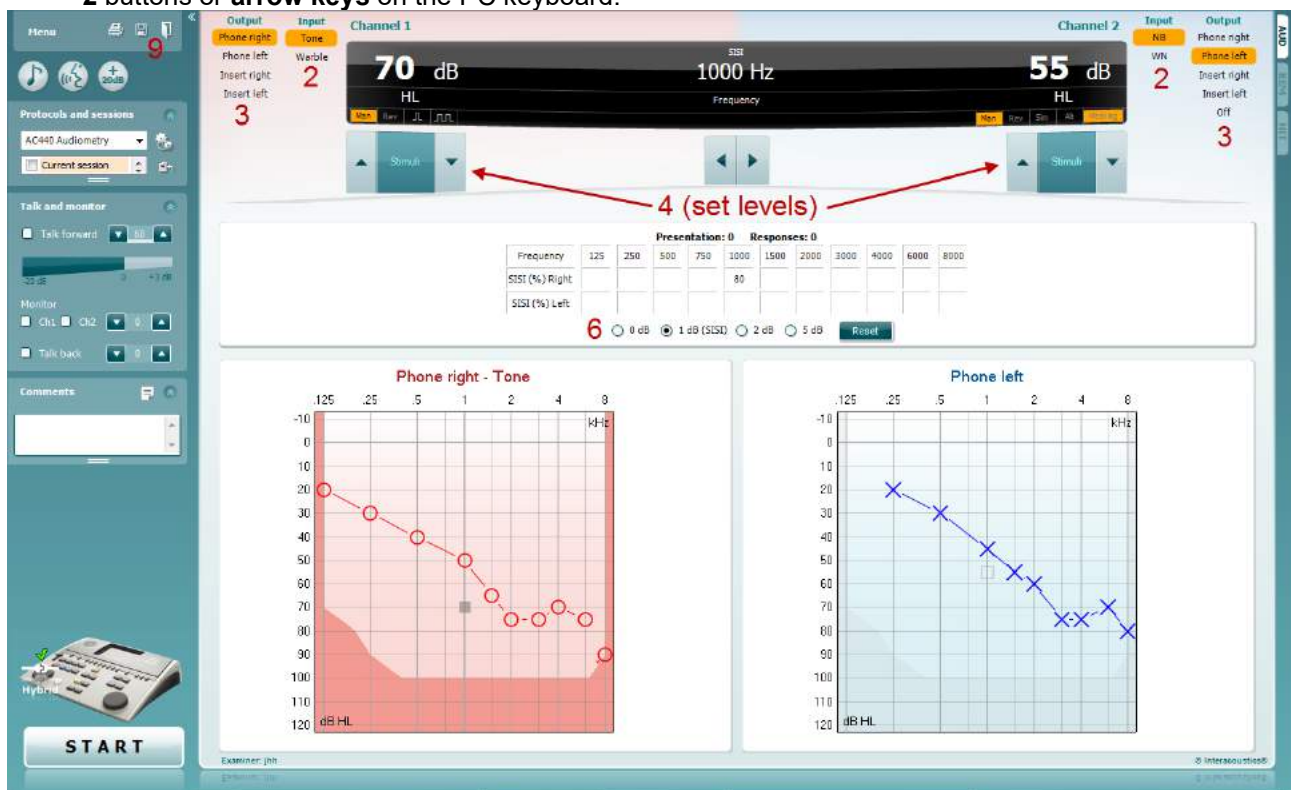 2 buttons or arrow keys on the PC keyboard.
Menu
9
Protocols and sessions
AC440 Audiometry
Current session
Talk and monitor
Talk forward
0
Monitor
Ch1
Ch2
0
Talk back
0
Comments
Hybrid
START
Output
Phone right
Phone left
Insert right
Insert left
3
Input
Tone
Warble
2
Channel 1
70 dB
HL
Man Rev
SISI
1000 Hz
Frequency
Channel 2
55 dB
HL
Man Rev Sim Alt
Input
NB
WN
2
Output
Phone right
Phone left
Insert right
Insert left
Off
3
AUD
REM
HIT
Stimuli
Stimuli
4 (set levels)
Presentation: 0 Responses: 0
Frequency 125 250 500 750 1000 1500 2000 3000 4000 6000 8000
SISI (%) Right 80
SISI (%) Left
6 0 dB 1 dB (SISI) 2 dB 5 dB Reset
Phone right - Tone
.125 .25 .5 1 2 4 8
kHz
-10
0
10
20
30
40
50
60
70
80
90
100
110
120
dB HL
Phone left
.125 .25 .5 1 2 4 8
kHz
-10
0
10
20
30
40
50
60
70
80
90
100
110
120
dB HL
Examiner: jhh
® Interacoustics®